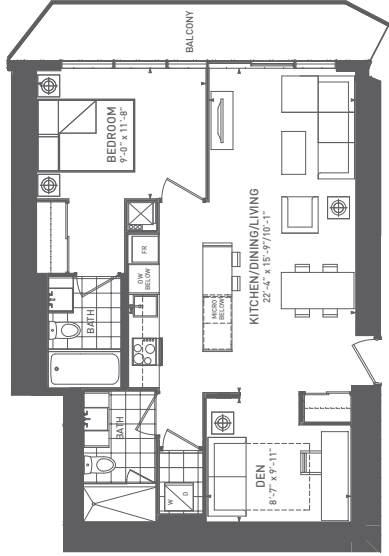 BALCONY
BEDROOM
9'-0" x 11'-8"
KITCHEN/DINING/LIVING
22'-4" x 15'-9"/10'-1"
FR
DW
BELOW
MICRO
BELOW
BATH
BATH
W
D
DEN
8'-7" x 9'-11"